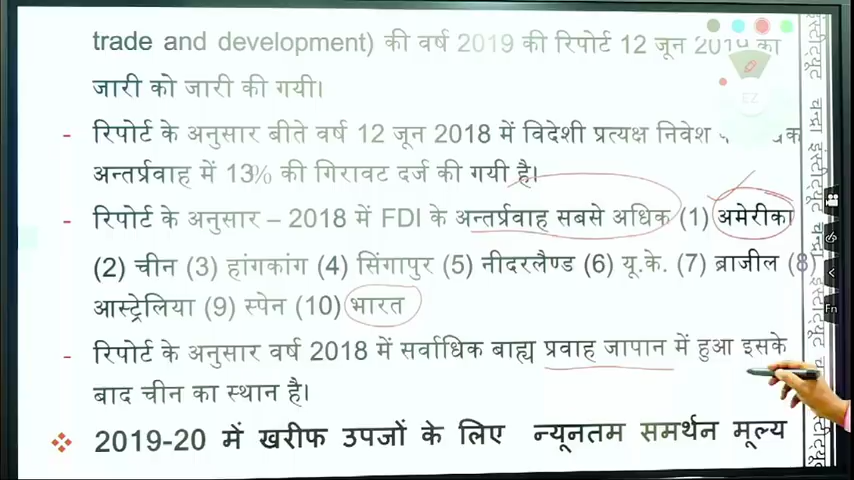 trade and development) की वर्ष 2019 की रिपोर्ट 12 जून 2019 का
जारी को जारी की गयी।
- रिपोर्ट के अनुसार बीते वर्ष 12 जून 2018 में विदेशी प्रत्यक्ष निवेश
अन्तर्प्रवाह में 13% की गिरावट दर्ज की गयी है।
- रिपोर्ट के अनुसार – 2018 में FDI के अन्तर्प्रवाह सबसे अधिक (1) अमेरीका
(2) चीन (3) हांगकांग (4) सिंगापुर (5) नीदरलैण्ड (6) यू.के. (7) ब्राजील (8)
आस्ट्रेलिया (9) स्पेन (10) भारत
- रिपोर्ट के अनुसार वर्ष 2018 में सर्वाधिक बाह्य प्रवाह जापान में हुआ इसके
बाद चीन का स्थान है।
❖ 2019-20 में खरीफ उपजों के लिए न्यूनतम समर्थन मूल्य
Fn